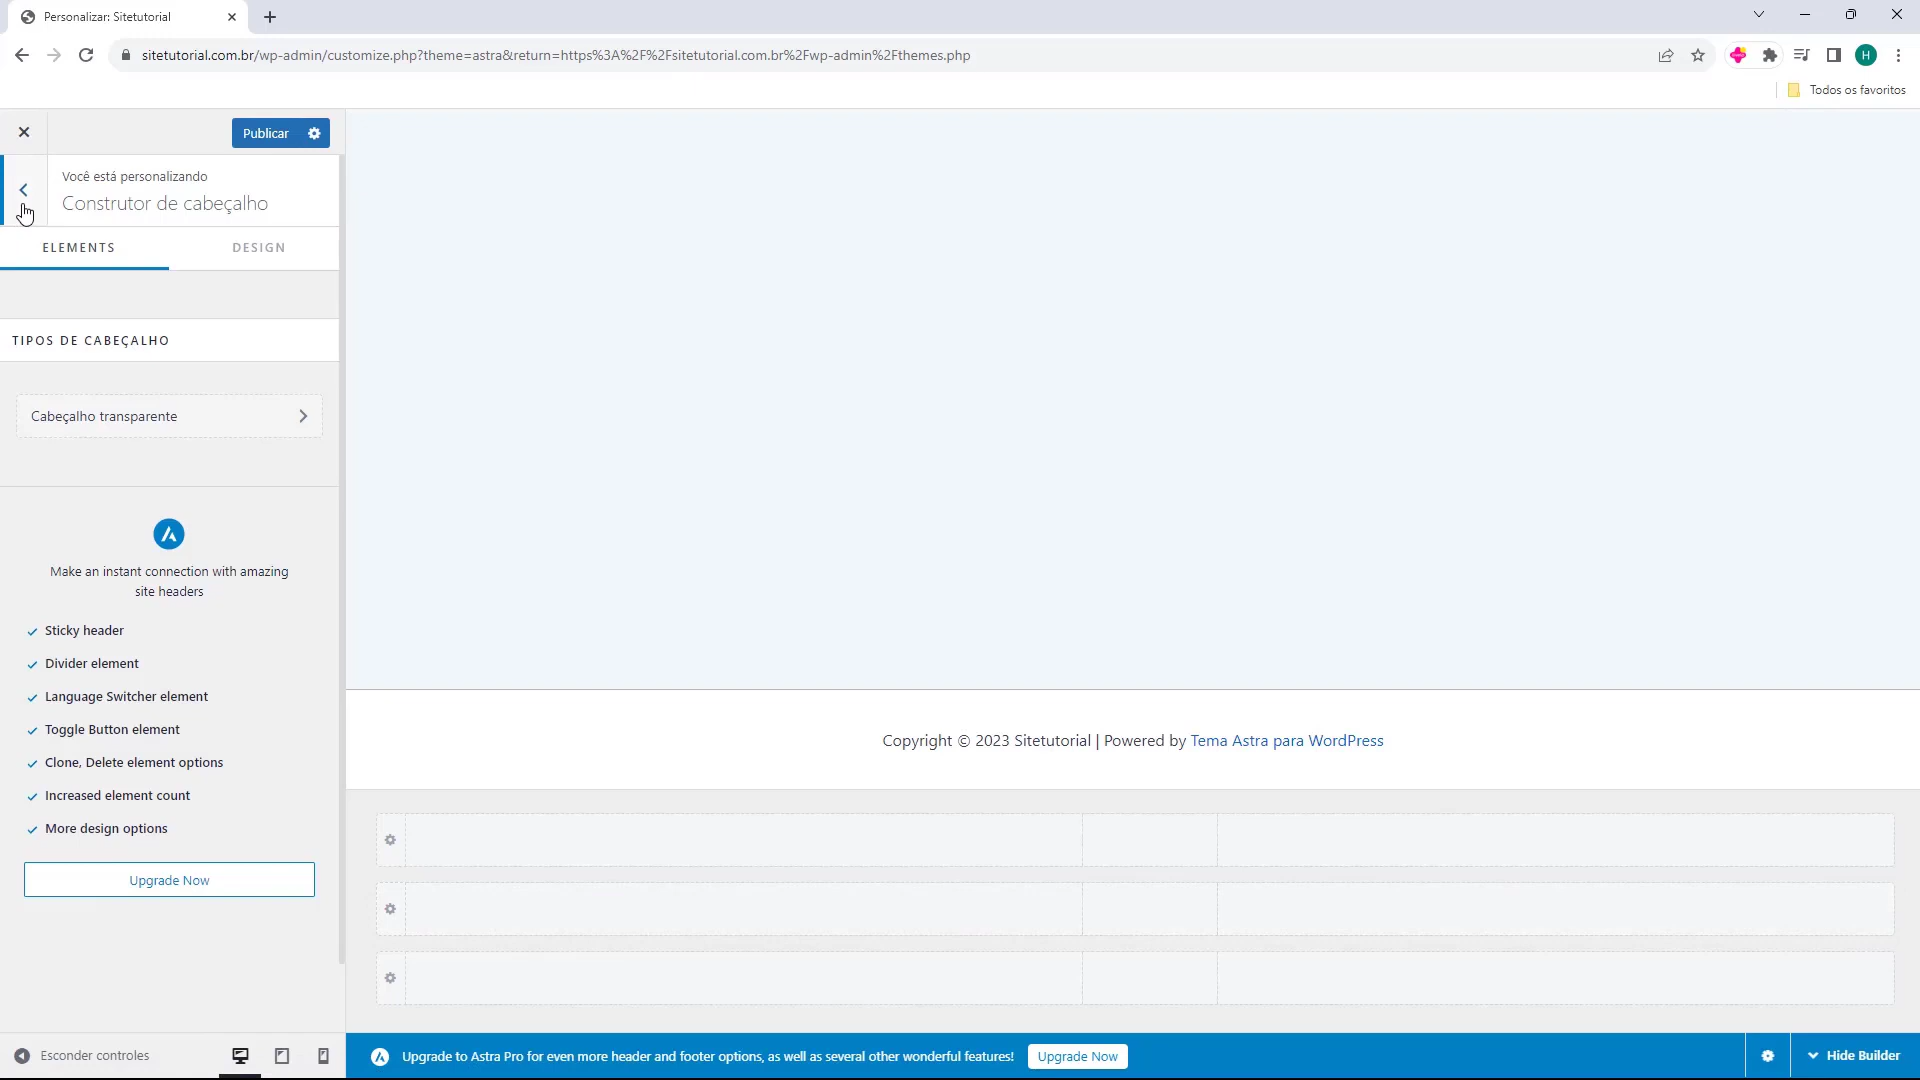 Personalizar: Sitetutorial
sitetutorial.com.br/wp-admin/customize.php?theme=astra&return=https%3A%2F%2Fsitetutorial.com.br%2Fwp-admin%2Fthemes.php
H
Todos os favoritos
Publicar
Você está personalizando
Construtor de cabeçalho
ELEMENTS
DESIGN
TIPOS DE CABEÇALHO
Cabeçalho transparente
Make an instant connection with amazing
site headers
Sticky header
Divider element
Language Switcher element
Toggle Button element
Clone, Delete element options
Increased element count
More design options
Upgrade Now
Copyright © 2023 Sitetutorial | Powered by Tema Astra para WordPress
Esconder controles
Upgrade to Astra Pro for even more header and footer options, as well as several other wonderful features!
Upgrade Now
Hide Builder